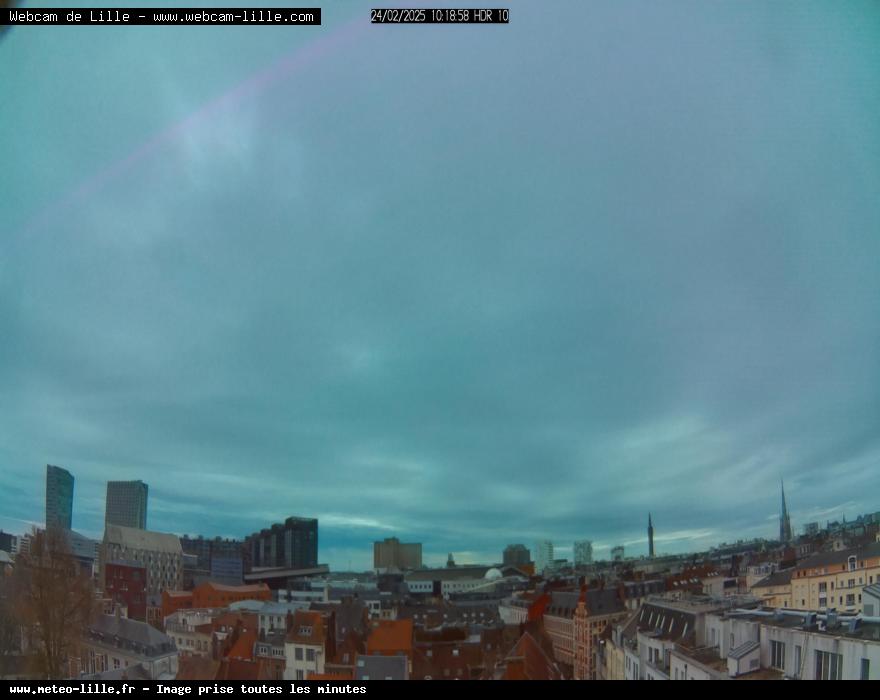 Webcam de Lille - www.webcam-lille.com
24/02/2025 10:18:58 HDR 10
www.meteo-lille.fr - Image prise toutes les minutes